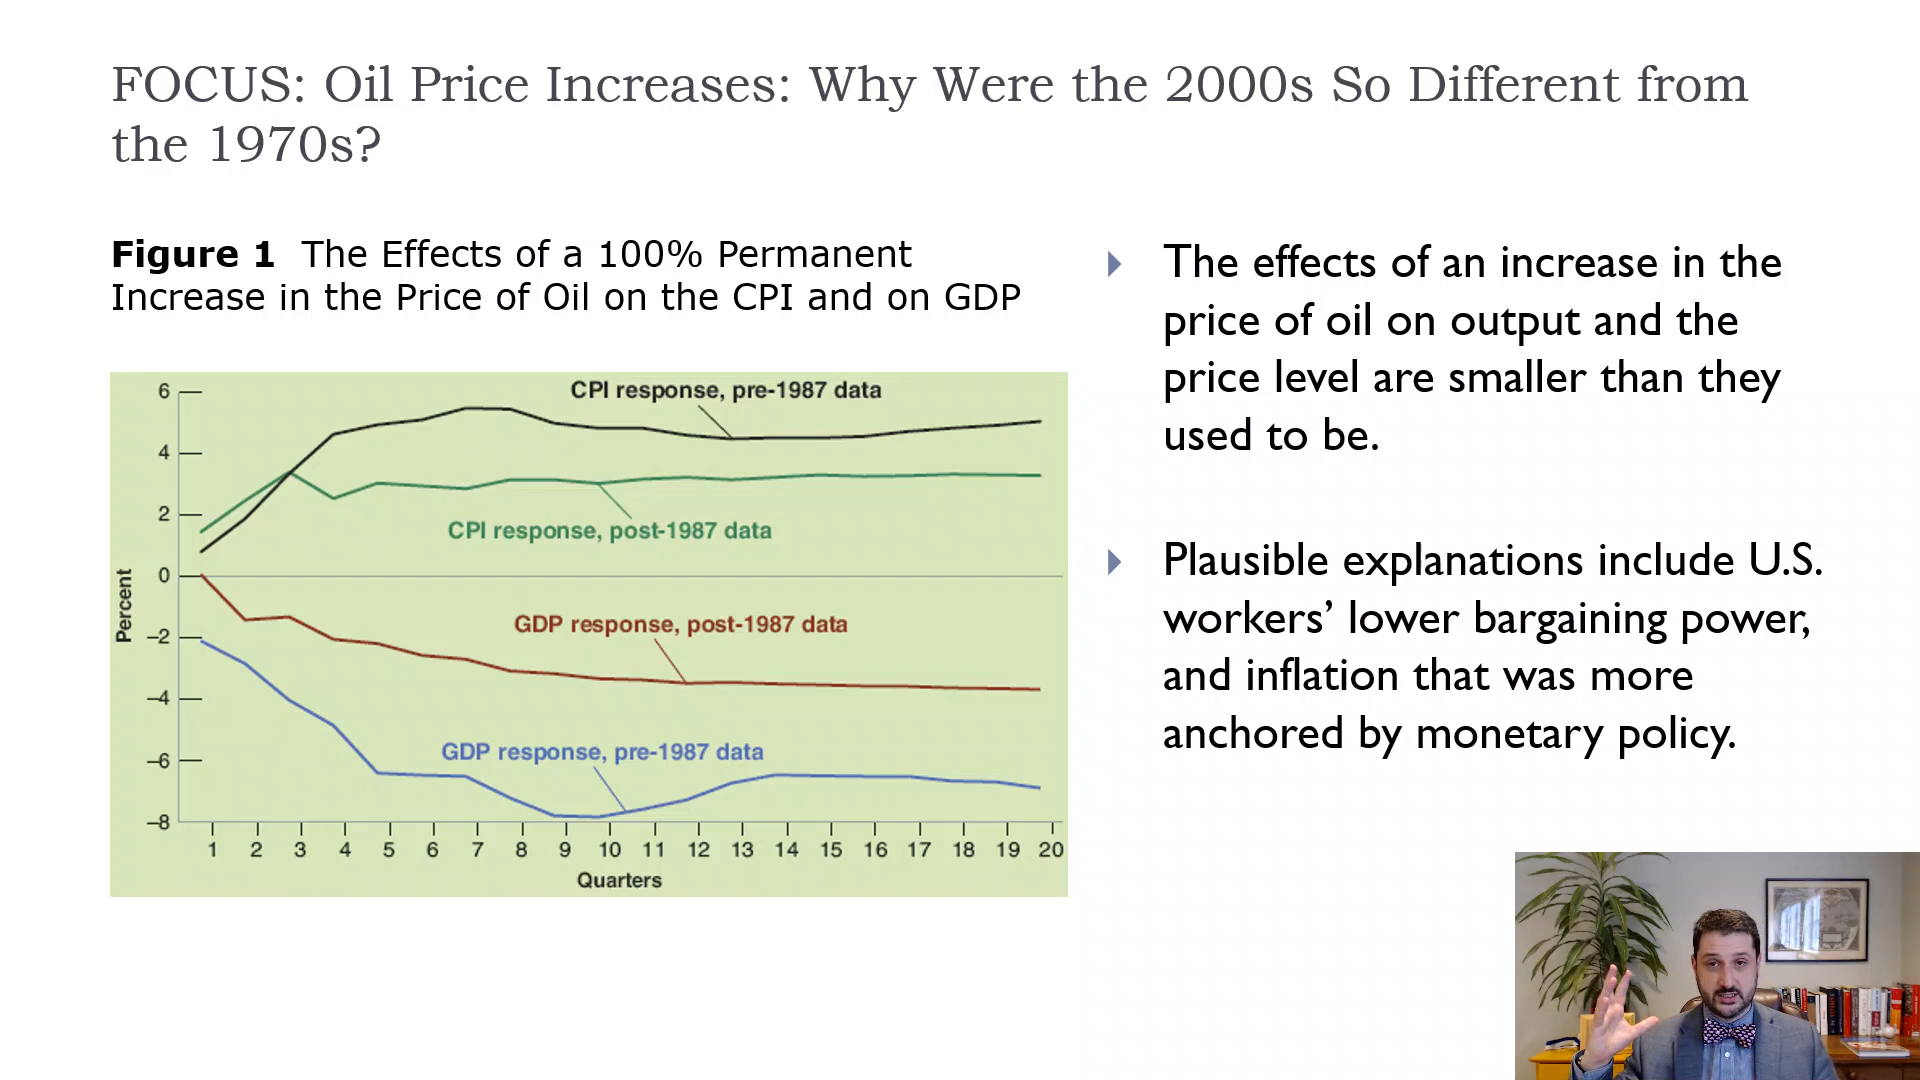 FOCUS: Oil Price Increases: Why Were the 2000s So Different from
the 1970s?
Figure 1 The Effects of a 100% Permanent
Increase in the Price of Oil on the CPI and on GDP
6
4
2
0
–2
–4
–6
–8
Percent
CPI response, pre-1987 data
CPI response, post-1987 data
GDP response, post-1987 data
GDP response, pre-1987 data
1 2 3 4 5 6 7 8 9 10 11 12 13 14 15 16 17 18 19 20
Quarters
The effects of an increase in the
price of oil on output and the
price level are smaller than they
used to be.
Plausible explanations include U.S.
workers’ lower bargaining power,
and inflation that was more
anchored by monetary policy.